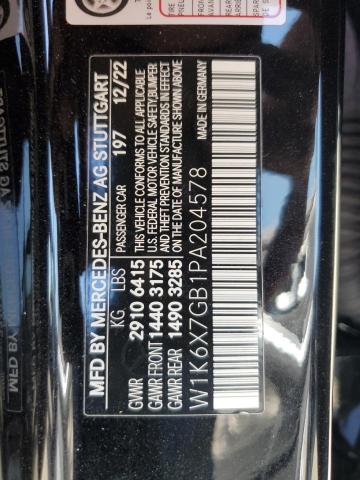 MFD BY MERCEDES-BENZ AG STUTTGART
PASSENGER CAR 197 12/22
KG LBS
GVWR 2910 6415
GAWR FRONT 1440 3175
GAWR REAR 1490 3285
THIS VEHICLE CONFORMS TO ALL APPLICABLE
U.S. FEDERAL MOTOR VEHICLE SAFETY, BUMPER
AND THEFT PREVENTION STANDARDS IN EFFECT
ON THE DATE OF MANUFACTURE SHOWN ABOVE
W1K6X7GB1PA204578
MADE IN GERMANY
MFD BY